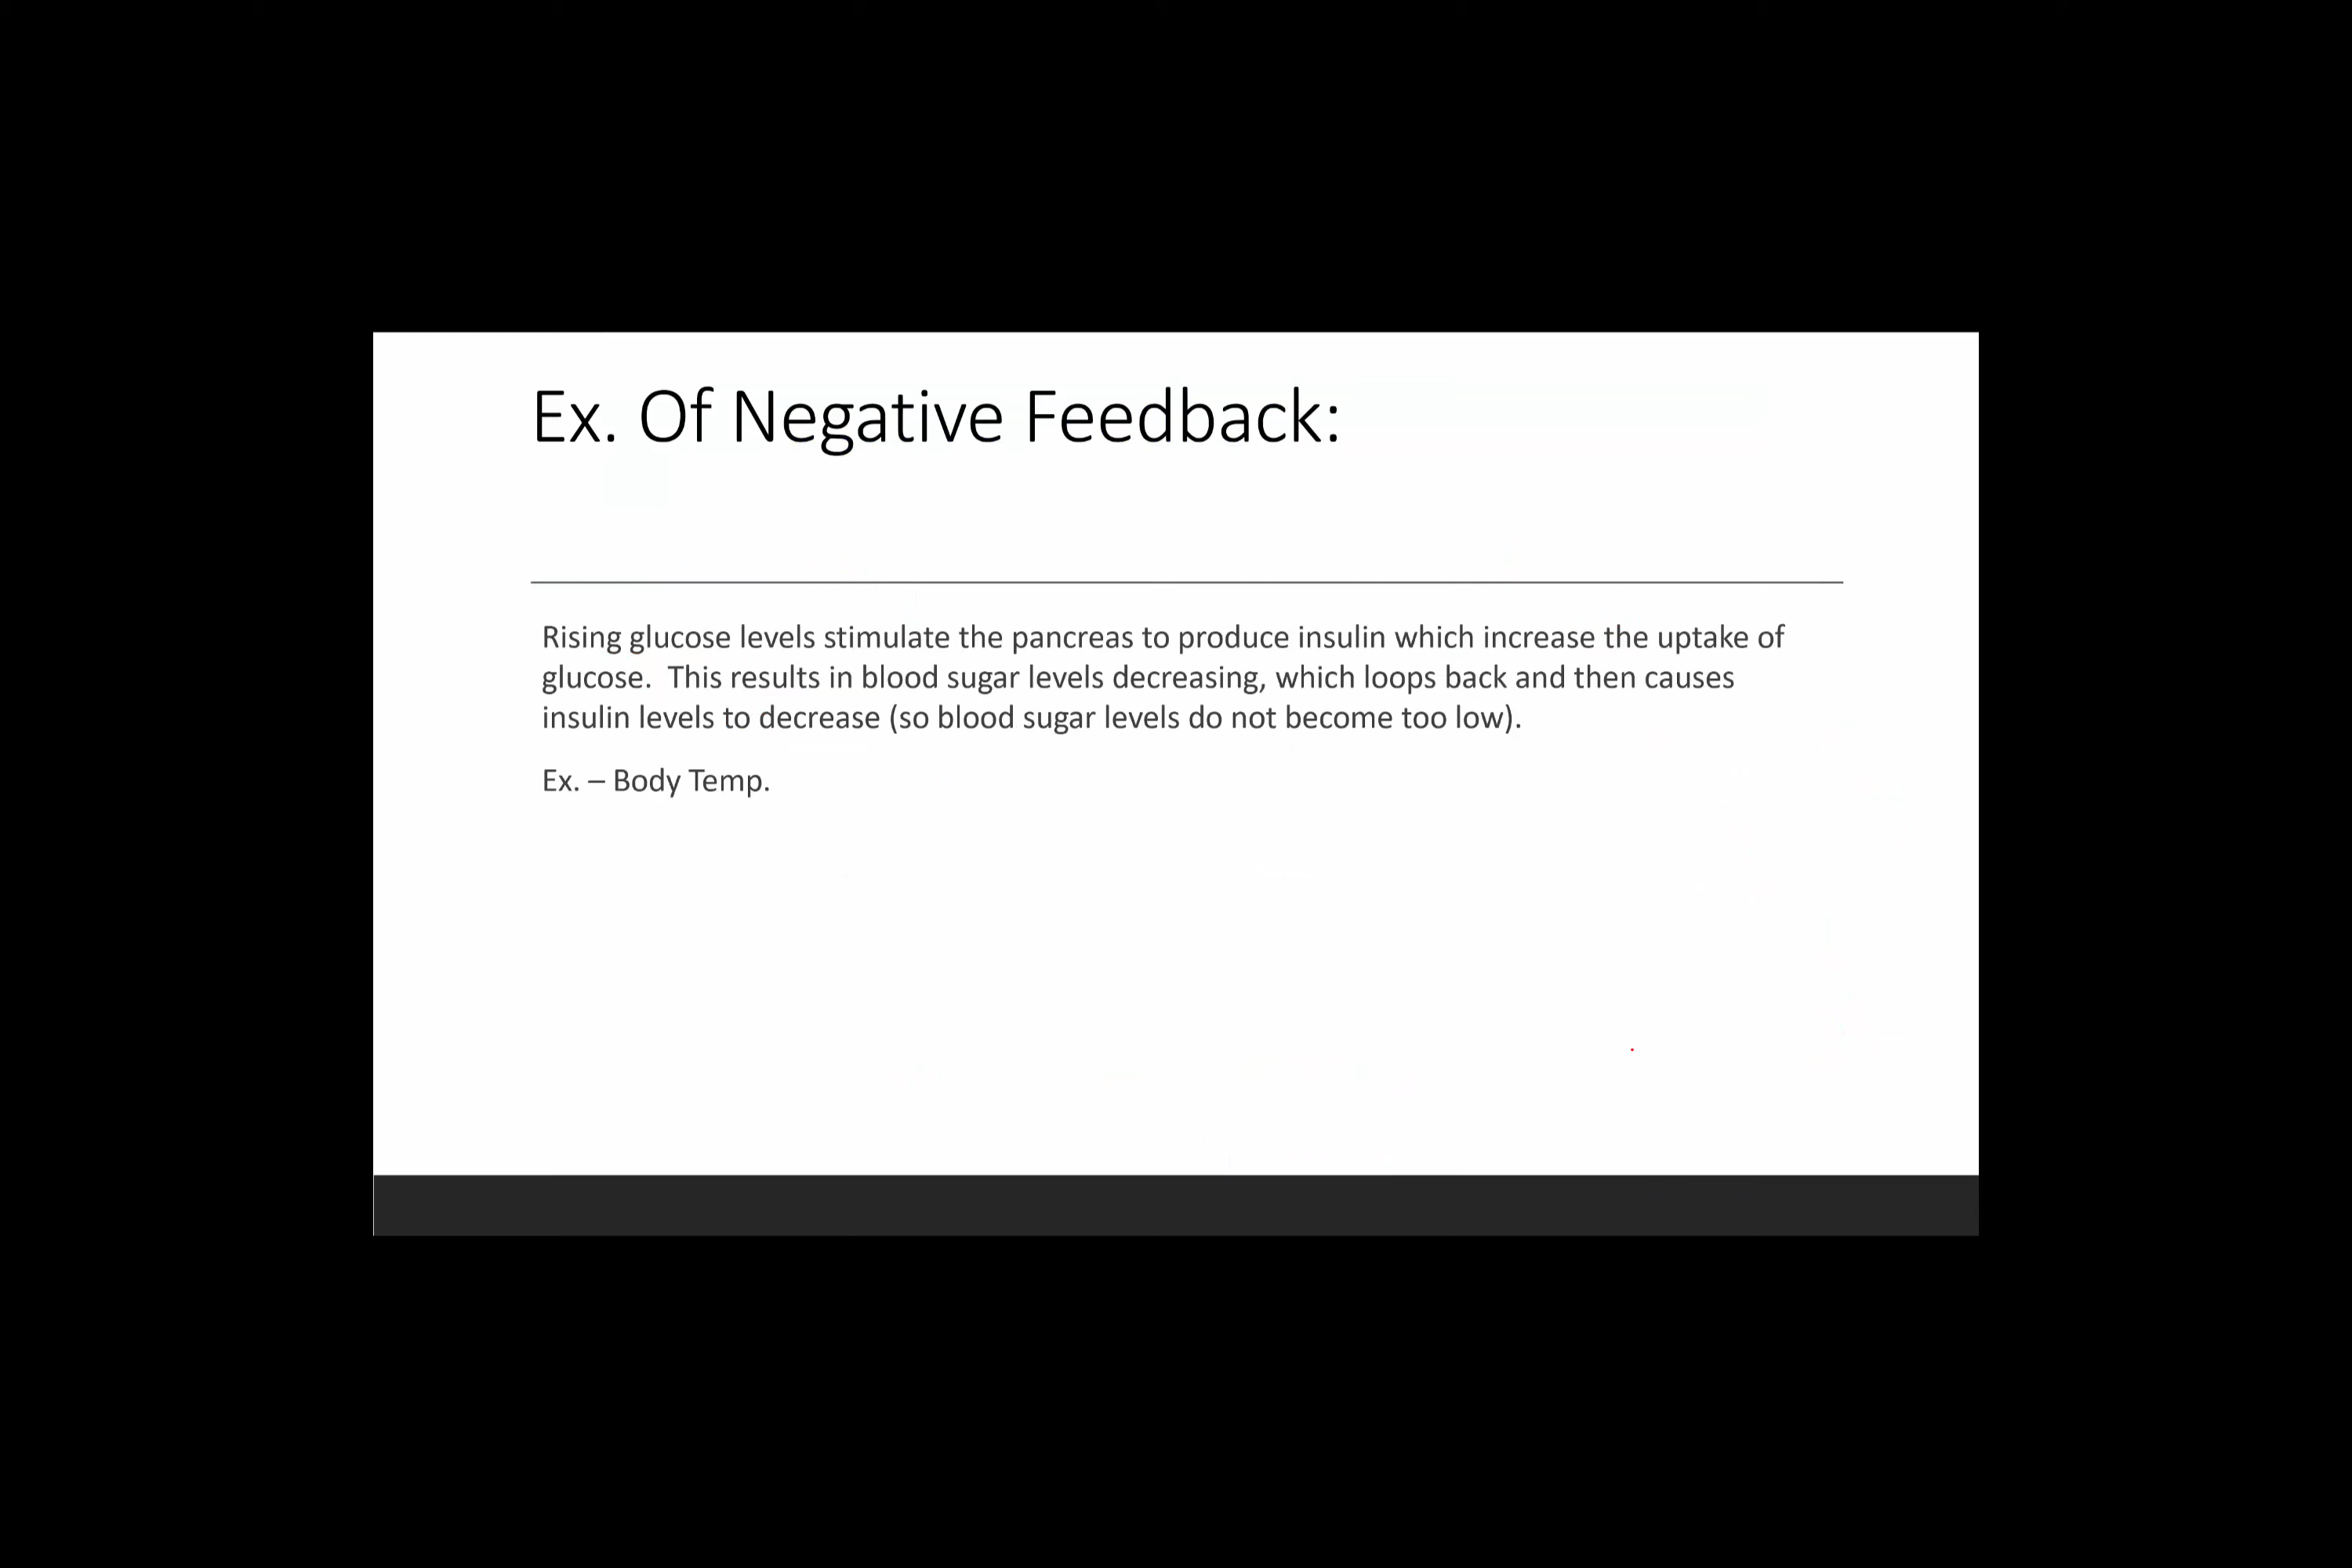 Ex. Of Negative Feedback:
Rising glucose levels stimulate the pancreas to produce insulin which increase the uptake of
glucose.  This results in blood sugar levels decreasing, which loops back and then causes
insulin levels to decrease (so blood sugar levels do not become too low).
Ex. – Body Temp.